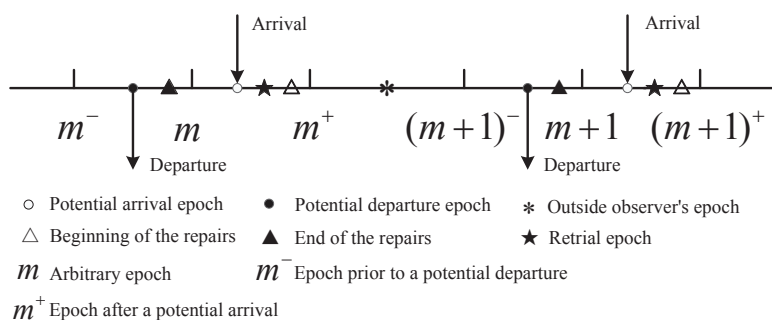 Arrival Arrival
m⁻ m m⁺ (m+1)⁻ m+1 (m+1)⁺
Departure Departure
○ Potential arrival epoch ● Potential departure epoch * Outside observer's epoch
△ Beginning of the repairs ▲ End of the repairs ★ Retrial epoch
m Arbitrary epoch m⁻ Epoch prior to a potential departure
m⁺ Epoch after a potential arrival